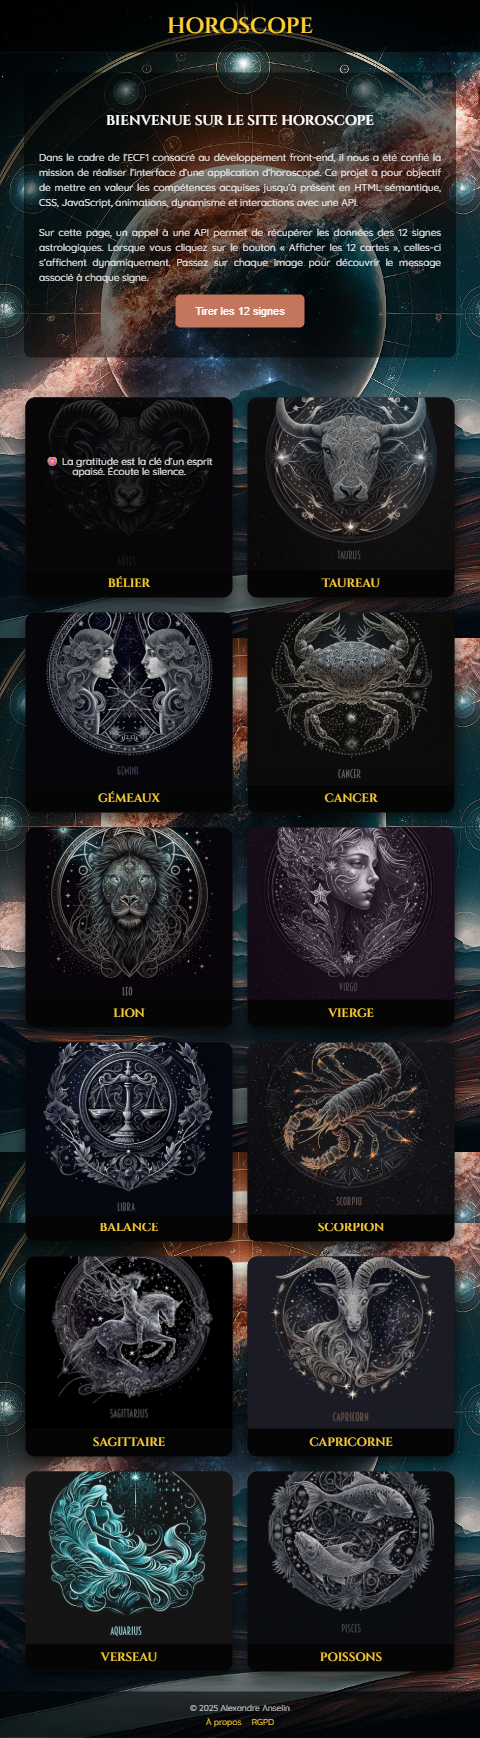 HOROSCOPE
BIENVENUE SUR LE SITE HOROSCOPE
Dans le cadre de l'ECF1 consacré au développement front-end, il nous a été confié la
mission de réaliser l'interface d'une application d'horoscope. Ce projet a pour objectif
de mettre en valeur les compétences acquises jusqu'à présent en HTML sémantique,
CSS, JavaScript, animations, dynamisme et interactions avec une API.
Sur cette page, un appel à une API permet de récupérer les données des 12 signes
astrologiques. Lorsque vous cliquez sur le bouton « Afficher les 12 cartes », celles-ci
s'affichent dynamiquement. Passez sur chaque image pour découvrir le message
associé à chaque signe.
Tirer les 12 signes
La gratitude est la clé d'un esprit
apaisé. Écoute le silence.
ARIES
TAURUS
BÉLIER
TAUREAU
GEMINI
CANCER
GÉMEAUX
CANCER
LEO
VIRGO
LION
VIERGE
LIBRA
SCORPIO
BALANCE
SCORPION
SAGITTARIUS
CAPRICORN
SAGITTAIRE
CAPRICORNE
AQUARIUS
PISCES
VERSEAU
POISSONS
© 2025 Alexandre Anselin
À propos RGPD